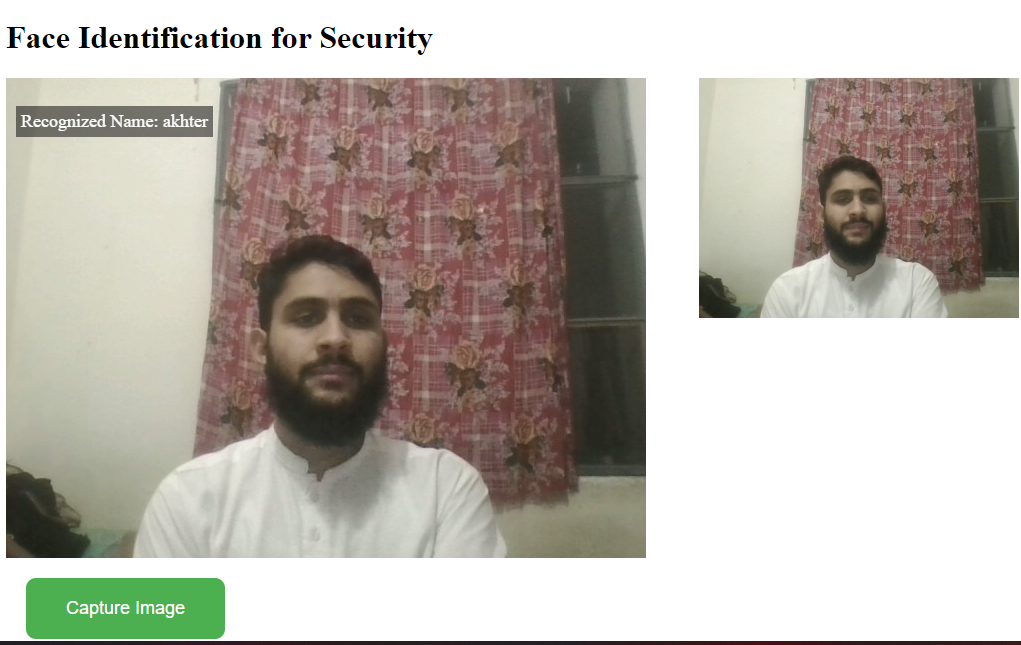 Face Identification for Security
Recognized Name: akhter
Capture Image